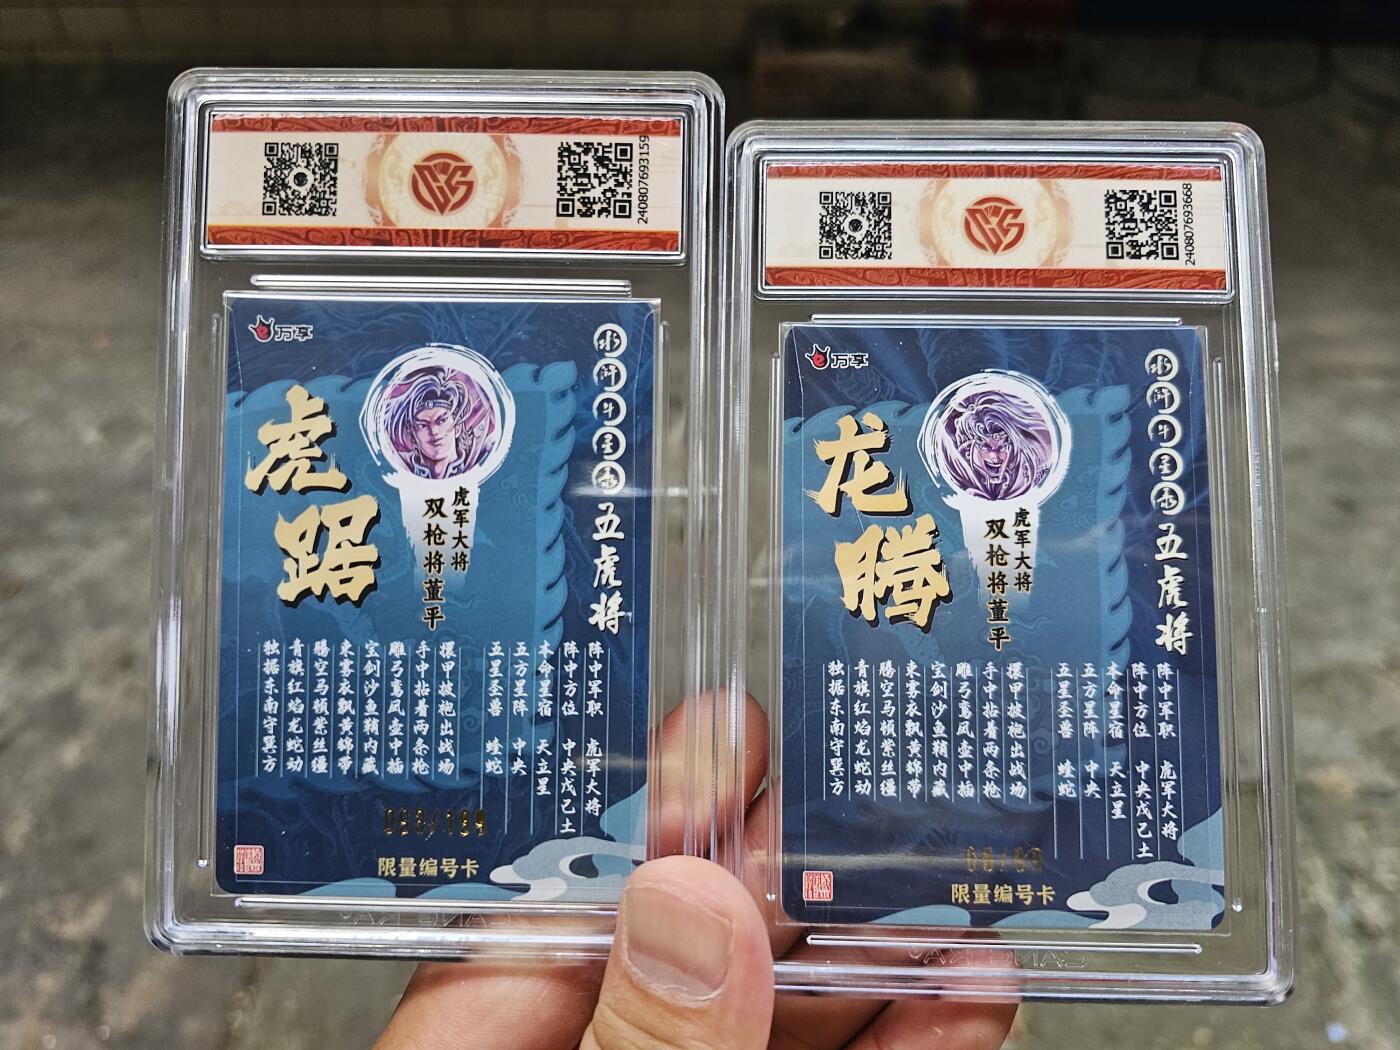 240807693159
万享
水浒斗星录 五虎将
虎踞
虎军大将
双枪将董平
阵中军职 虎军大将
阵中方位 中央戊己土
本命星宿 天立星
五方星阵 中央
五星圣兽 螣蛇
擐甲披袍出战场
手中拈着两条枪
雕弓鸾凤壶中插
宝剑沙鱼鞘内藏
束雾衣飘黄锦带
腾空马顿紫丝缰
青旗红焰龙蛇动
独据东南守巽方
093/199
限量编号卡
240807693668
万享
水浒斗星录 五虎将
龙腾
虎军大将
双枪将董平
阵中军职 虎军大将
阵中方位 中央戊己土
本命星宿 天立星
五方星阵 中央
五星圣兽 螣蛇
擐甲披袍出战场
手中拈着两条枪
雕弓鸾凤壶中插
宝剑沙鱼鞘内藏
束雾衣飘黄锦带
腾空马顿紫丝缰
青旗红焰龙蛇动
独据东南守巽方
限量编号卡